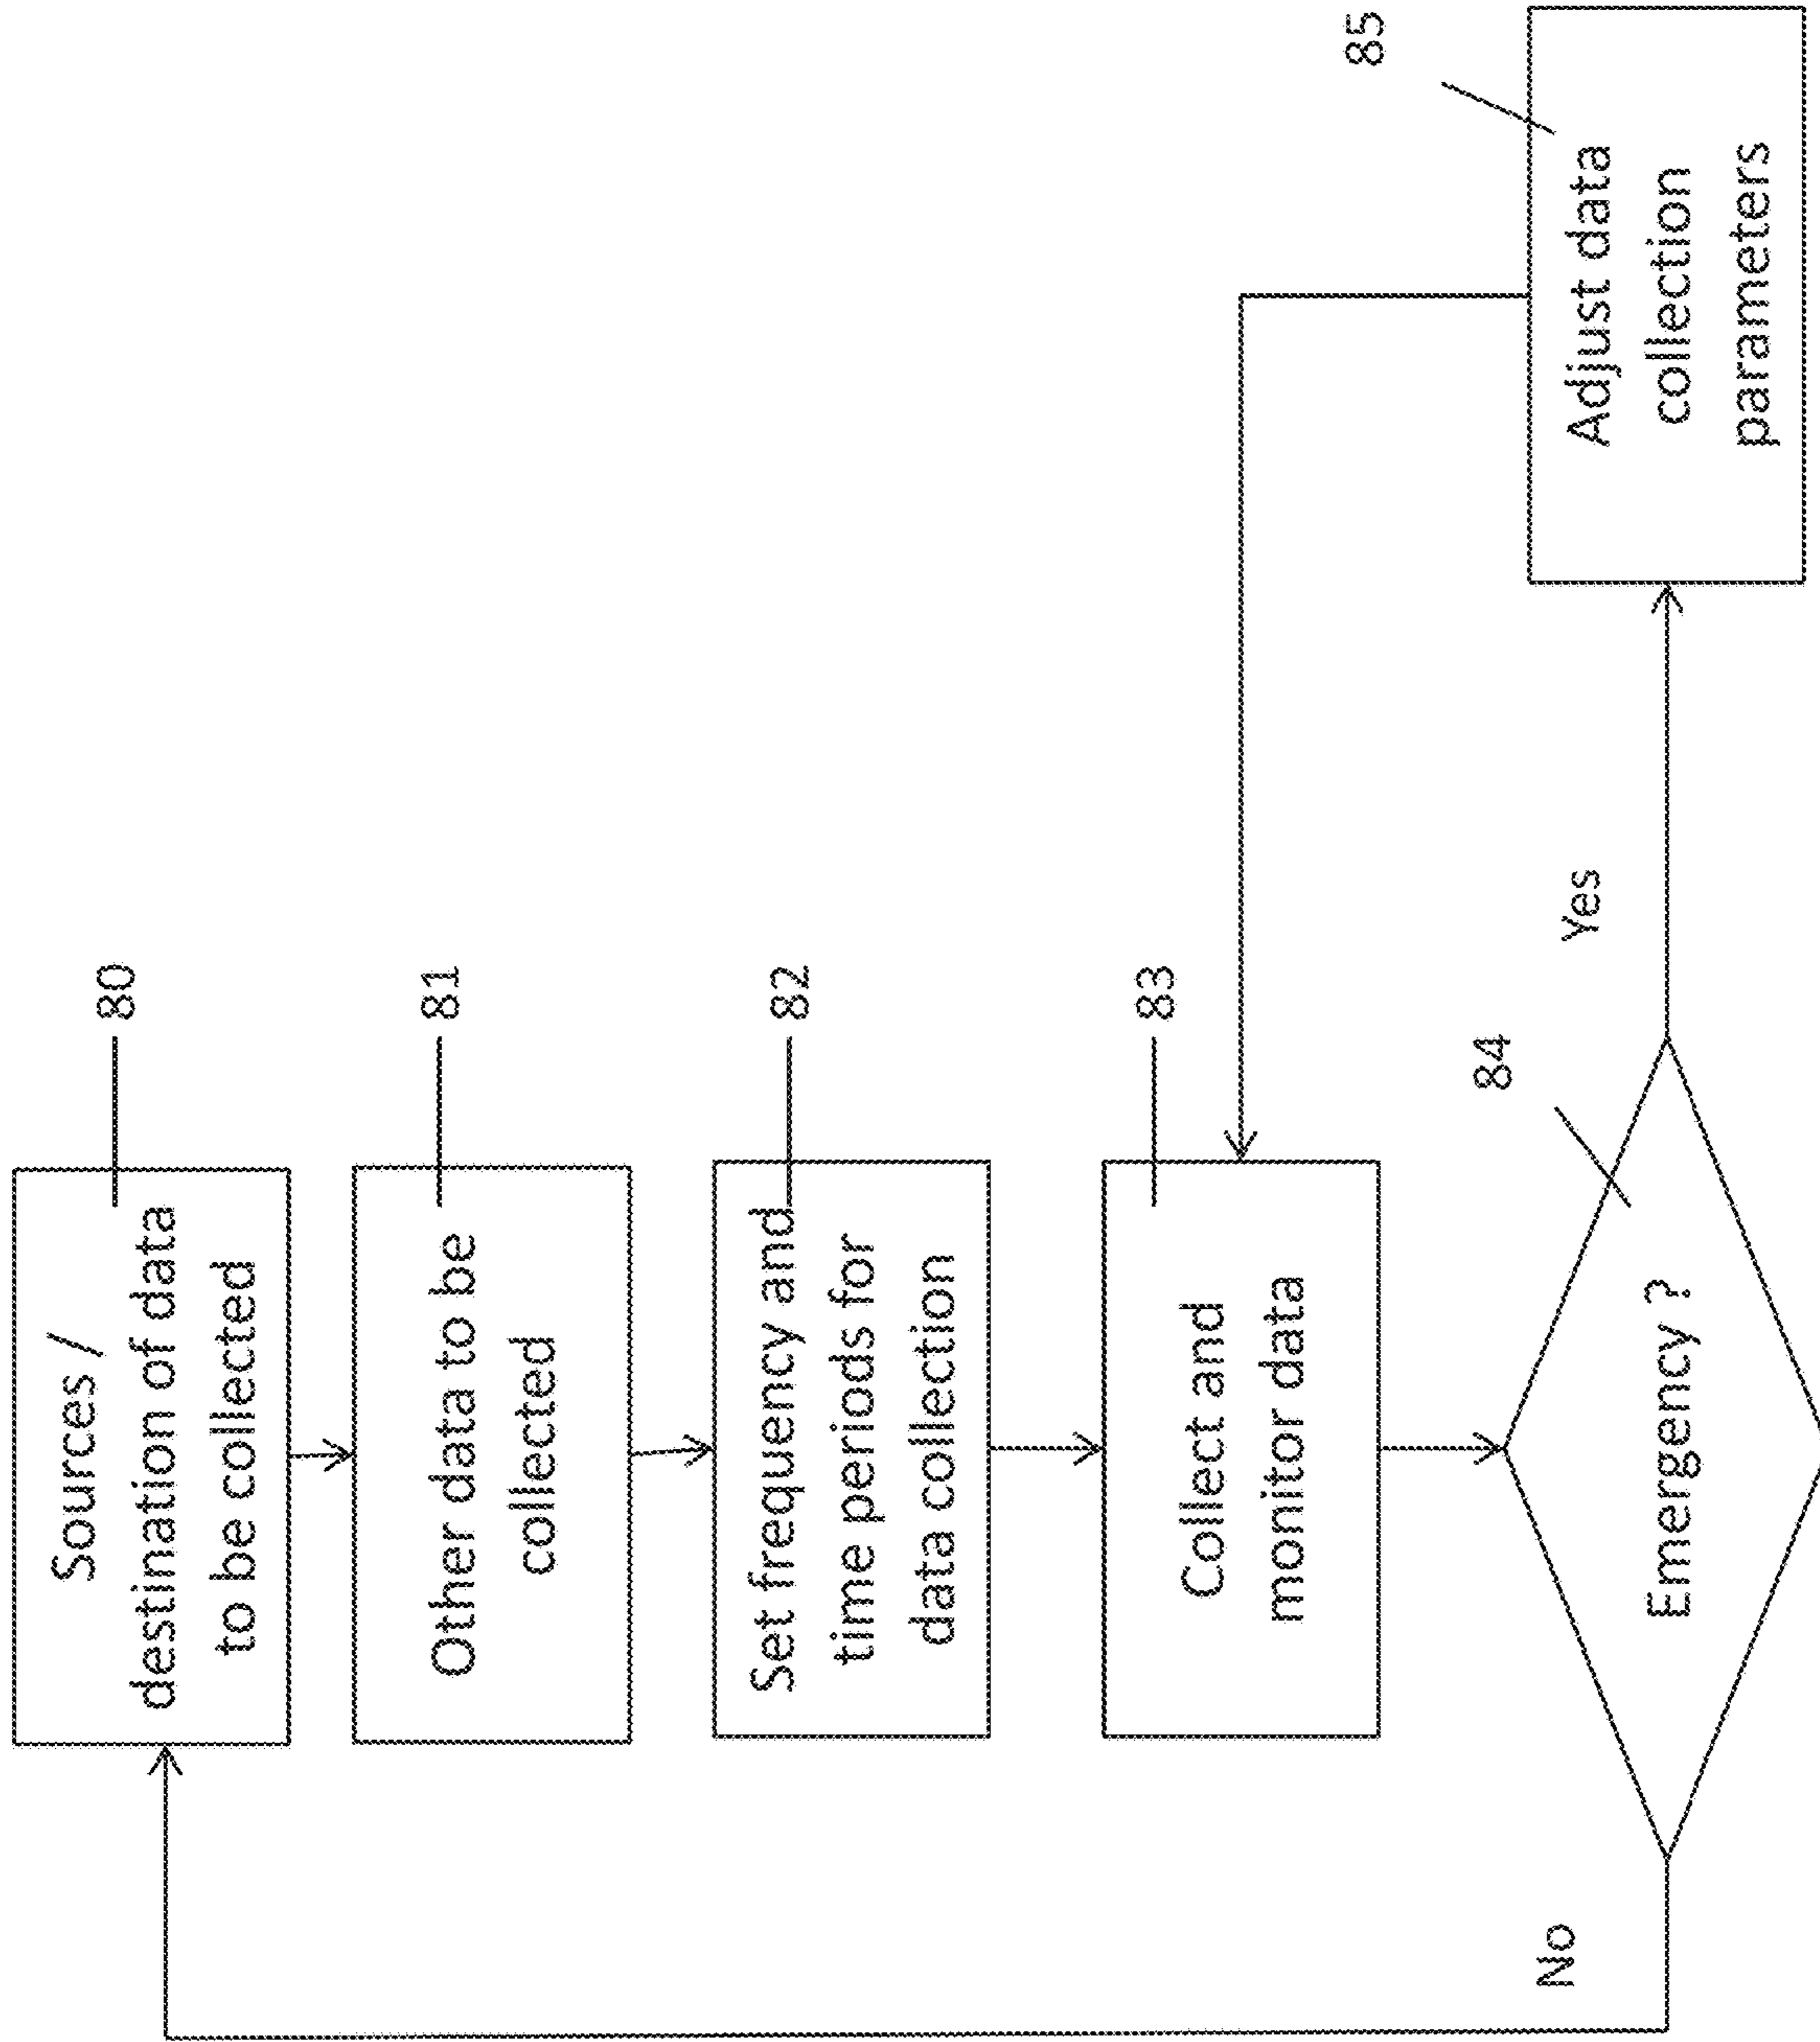 80
Sources /
destination of data
to be collected
81
Other data to be
collected
82
Set frequency and
time periods for
data collection
83
Collect and
monitor data
84
Emergency ?
No
Yes
85
Adjust data
collection
parameters